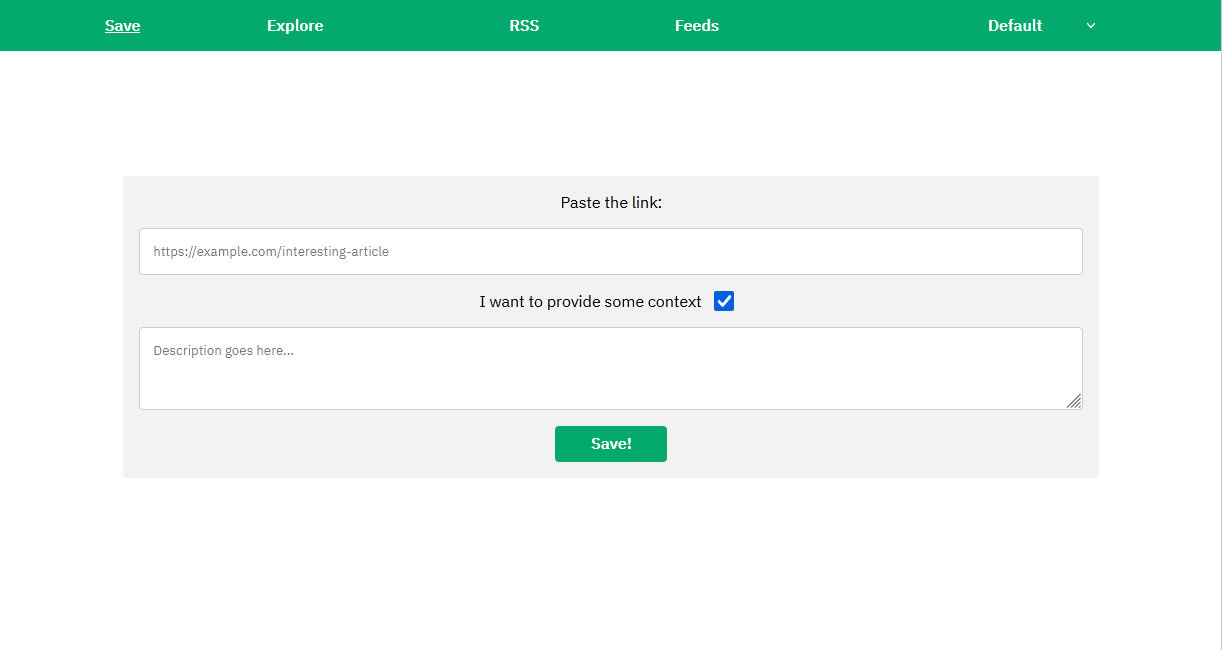 Save Explore RSS Feeds Default
Paste the link:
https://example.com/interesting-article
I want to provide some context
Description goes here...
Save!